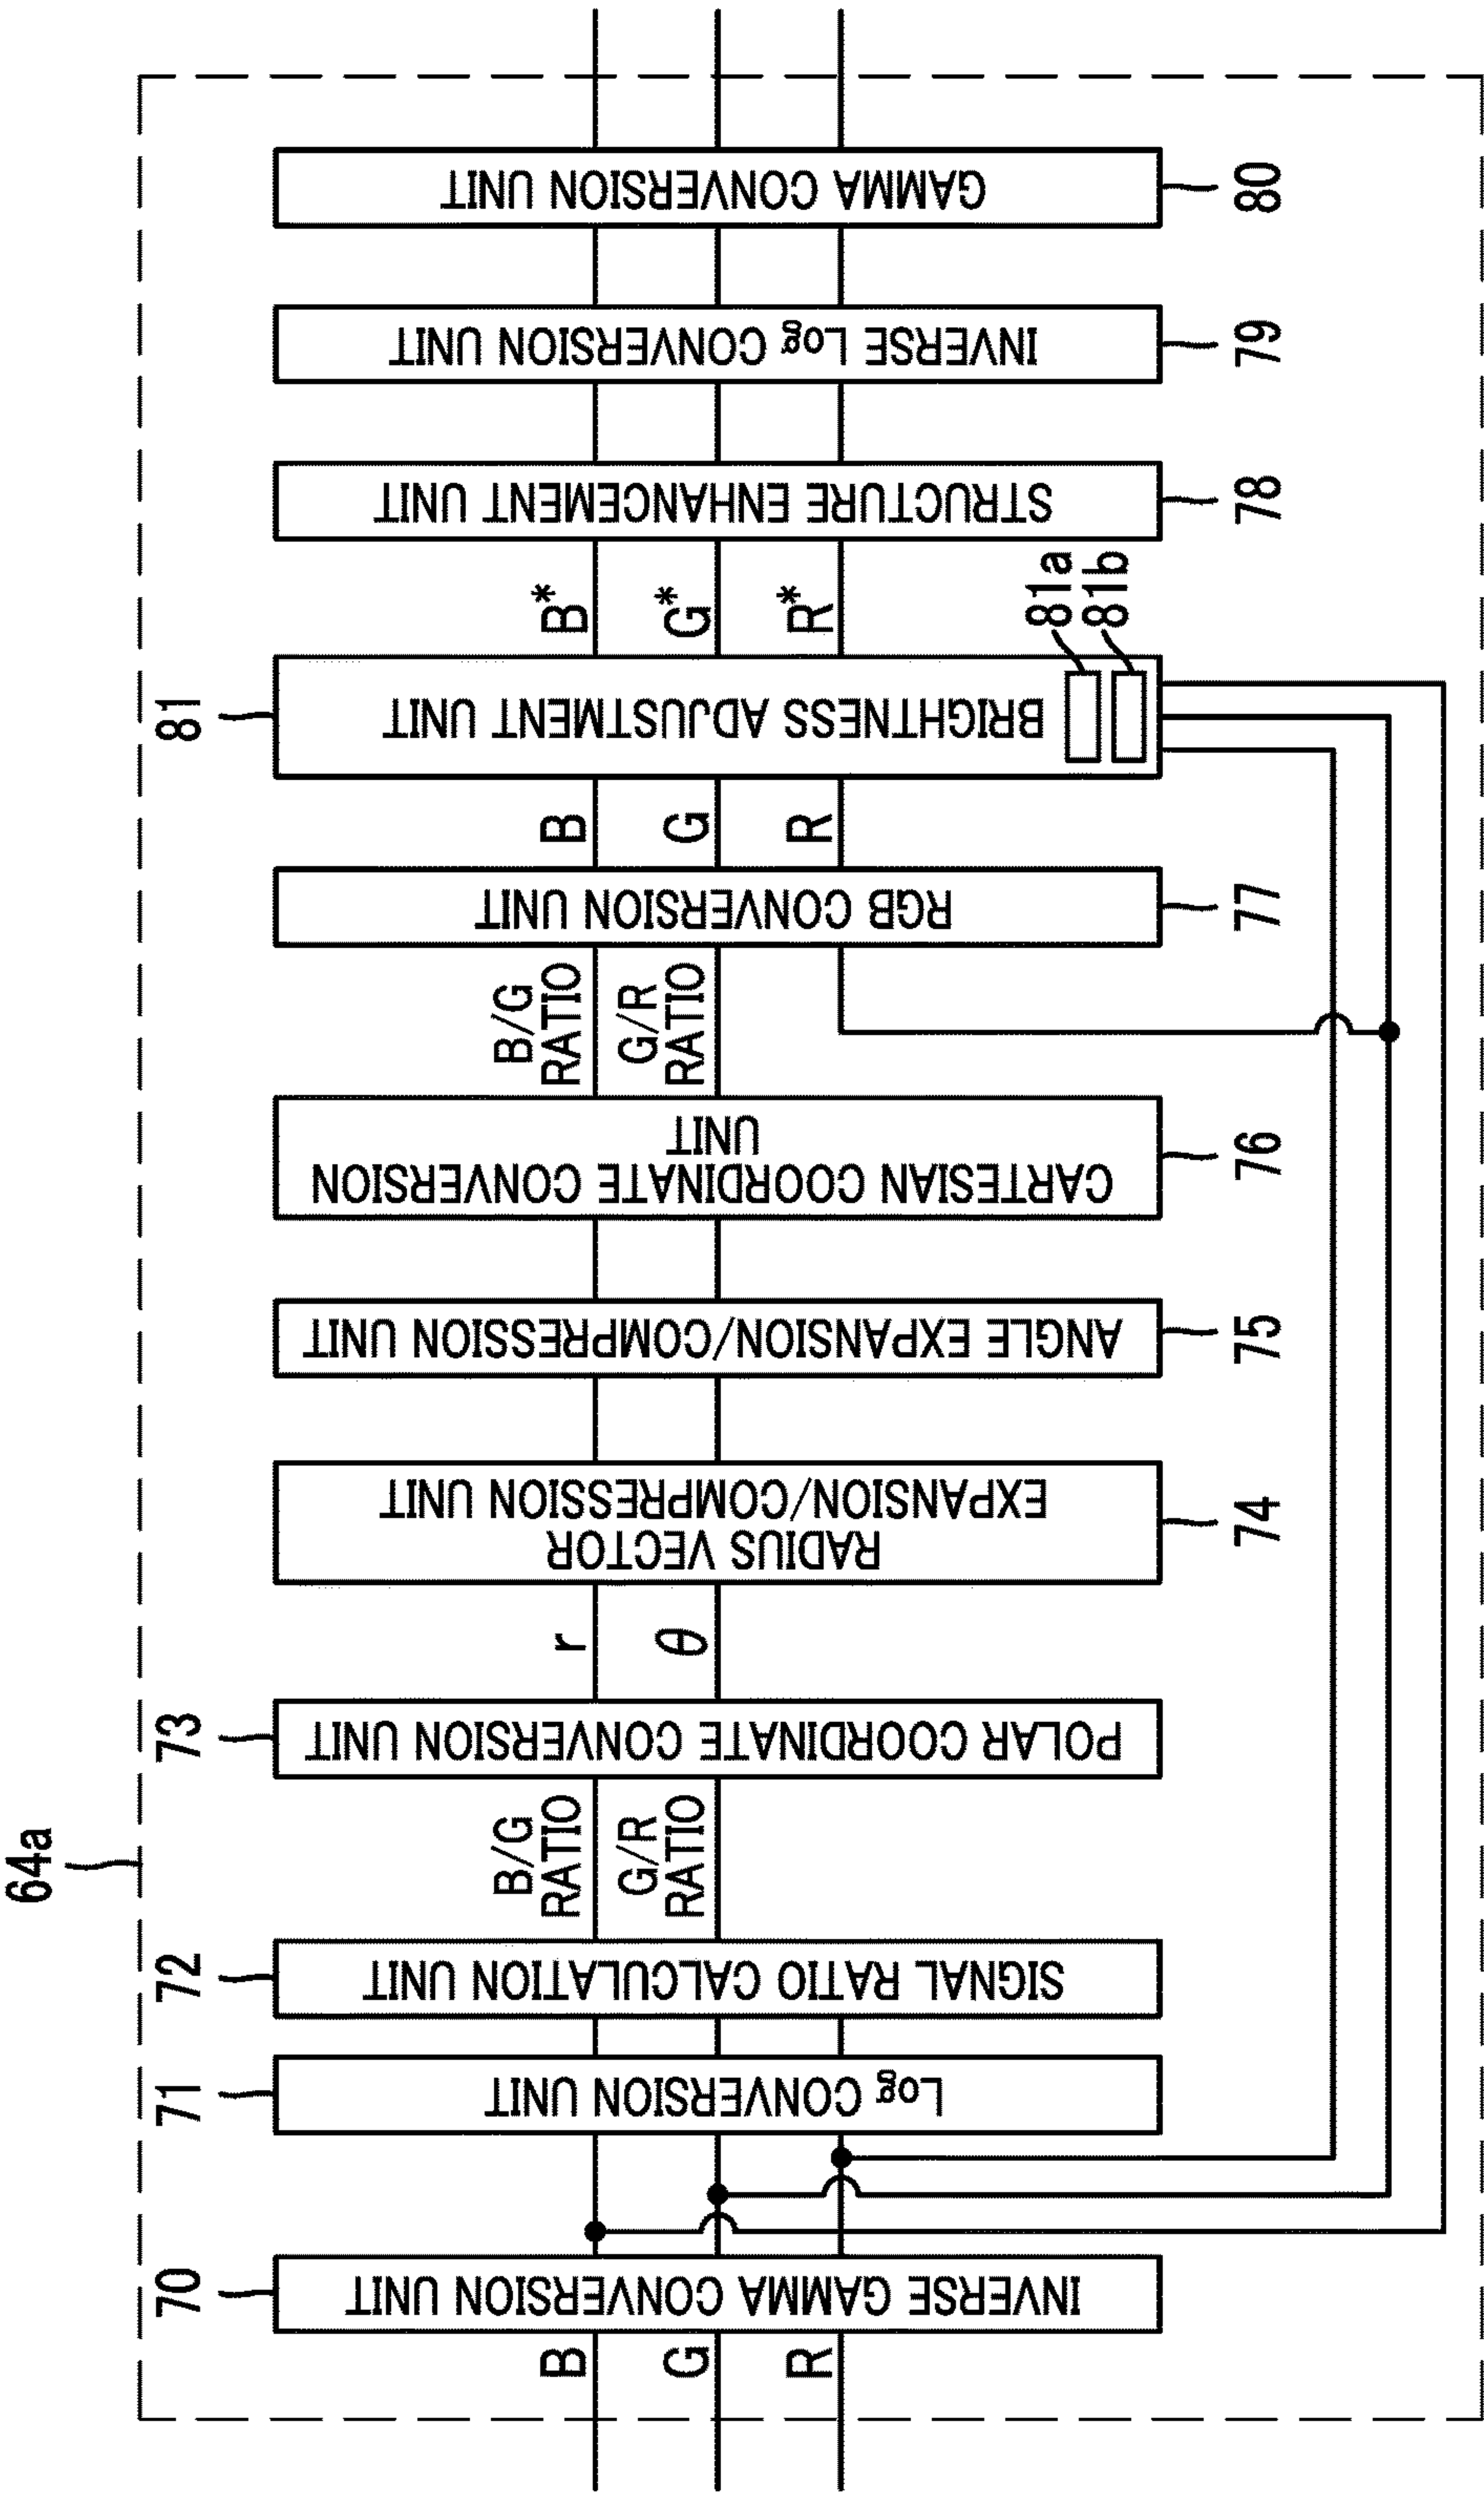 64a
70
71
72
73
81
B
G
R
INVERSE GAMMA CONVERSION UNIT
Log CONVERSION UNIT
SIGNAL RATIO CALCULATION UNIT
B/G
RATIO
G/R
RATIO
POLAR COORDINATE CONVERSION UNIT
r
θ
RADIUS VECTOR
EXPANSION/COMPRESSION UNIT
ANGLE EXPANSION/COMPRESSION UNIT
CARTESIAN COORDINATE CONVERSION
UNIT
B/G
RATIO
G/R
RATIO
RGB CONVERSION UNIT
B
G
R
BRIGHTNESS ADJUSTMENT UNIT
81a
81b
B*
G*
R*
STRUCTURE ENHANCEMENT UNIT
INVERSE Log CONVERSION UNIT
GAMMA CONVERSION UNIT
74
75
76
77
78
79
80